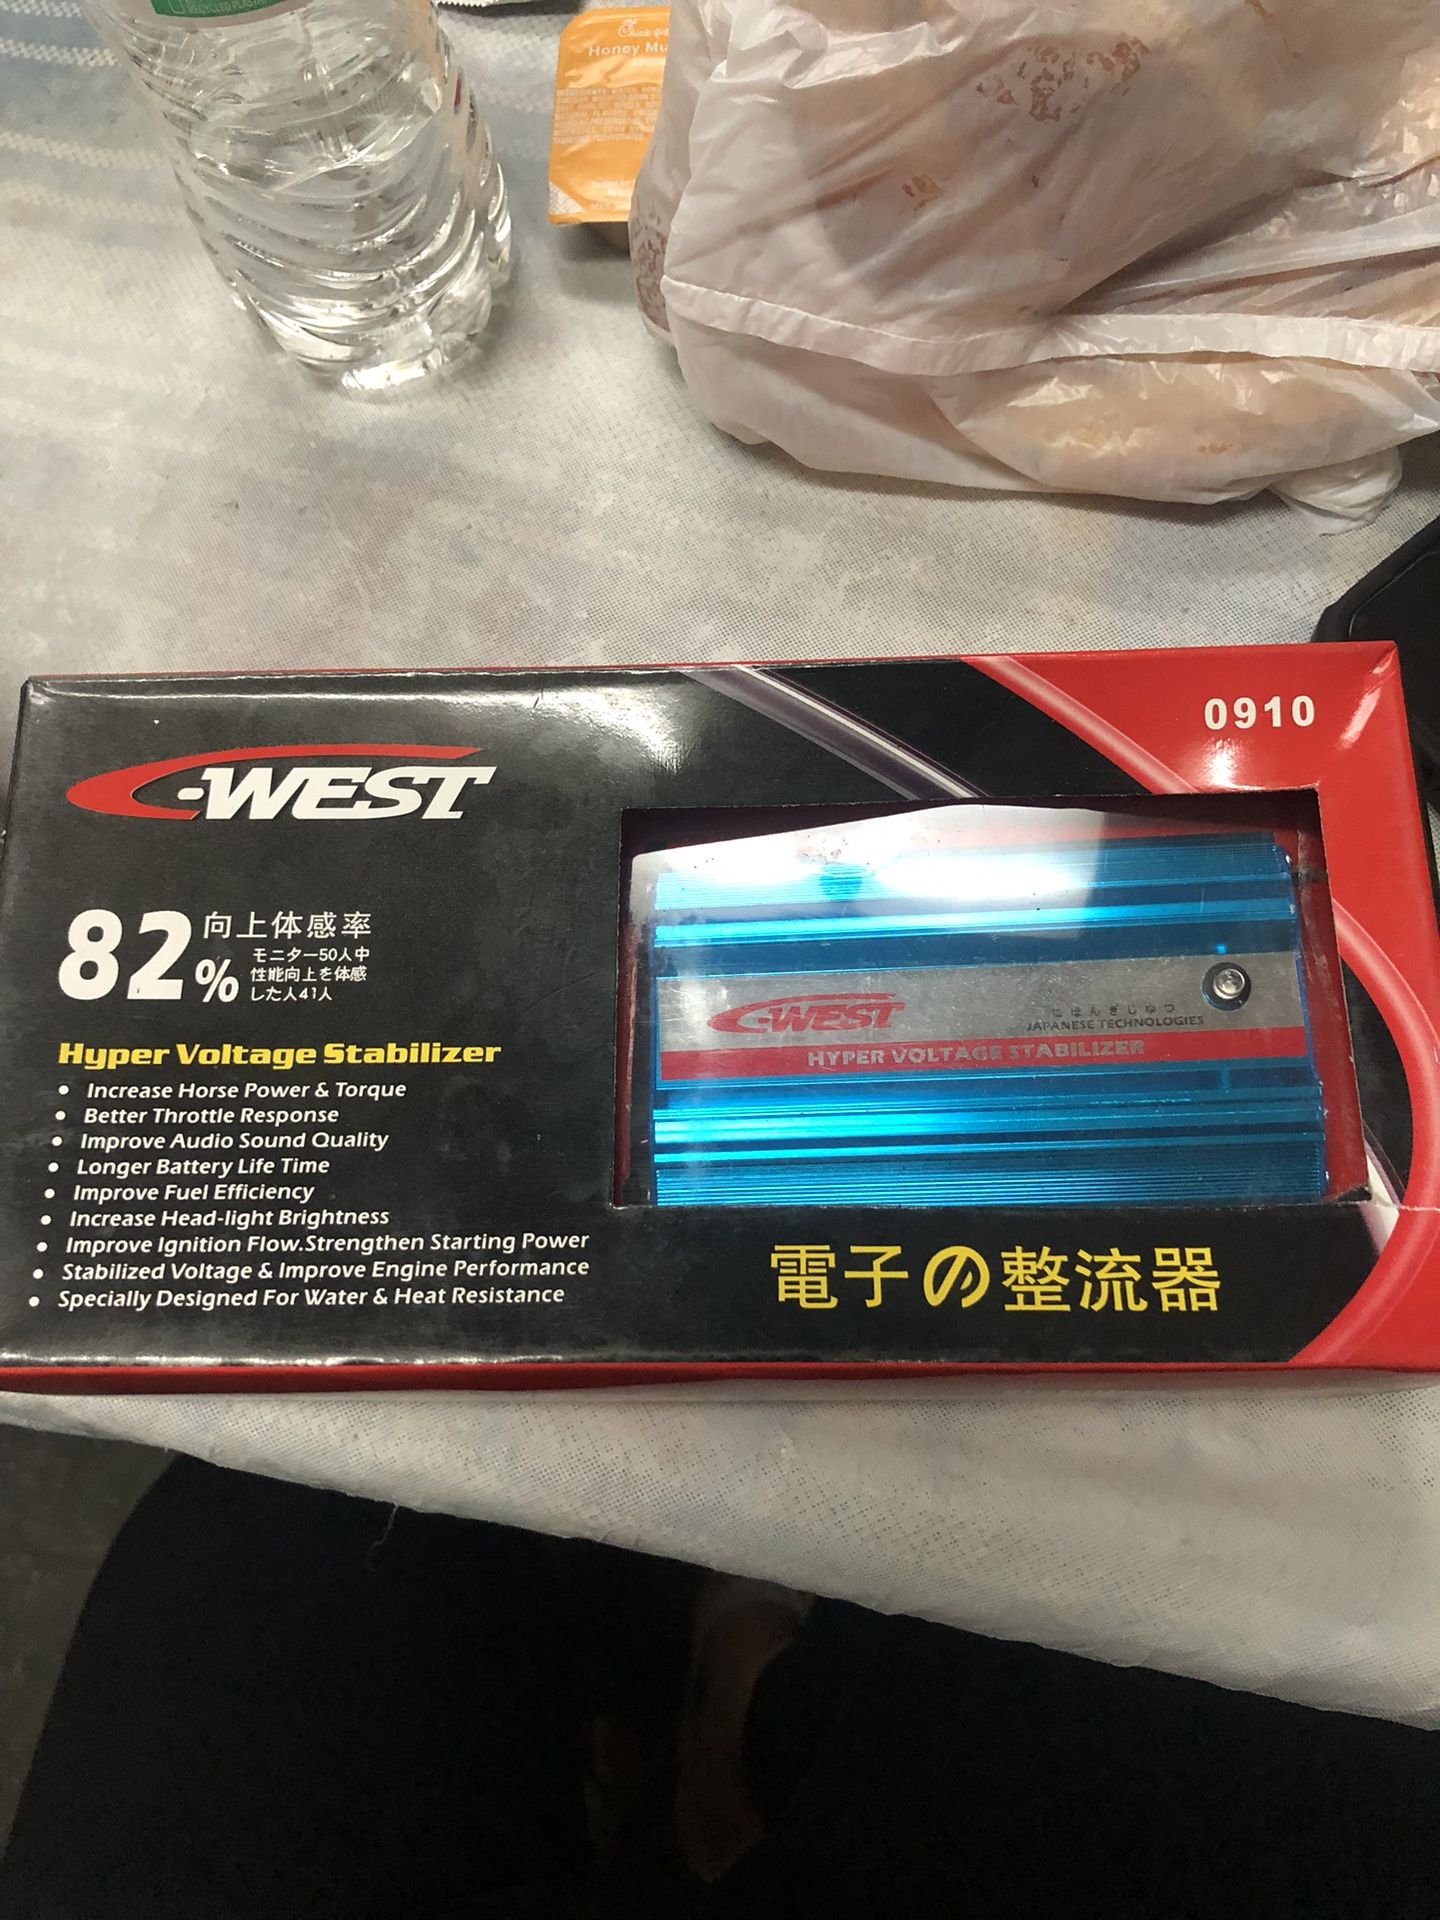 RECYCLED PLASTIC
Chick-fil
Honey Mu
0910
C-WEST
82%
向上体感率
モニター50人中
性能向上を体感
した人41人
Hyper Voltage Stabilizer
• Increase Horse Power & Torque
• Better Throttle Response
• Improve Audio Sound Quality
• Longer Battery Life Time
• Improve Fuel Efficiency
• Increase Head-light Brightness
• Improve Ignition Flow.Strengthen Starting Power
• Stabilized Voltage & Improve Engine Performance
• Specially Designed For Water & Heat Resistance
C-WEST
にほんぎじゅつ
JAPANESE TECHNOLOGIES
HYPER VOLTAGE STABILIZER
電子の整流器